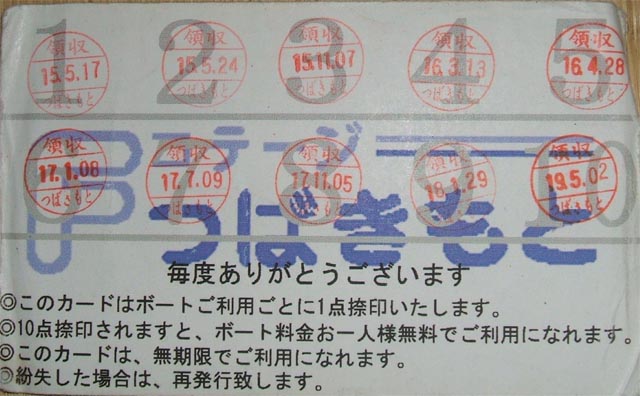 1 2 3 4 5
領収 領収 領収 領収 領収
15.5.17 15.5.24 15.11.07 16.3.13 16.4.28
つばきもと つばきもと つばきもと つばきもと つばきもと
領収 領収 領収 領収 領収
17.1.08 17.7.09 17.11.05 18.1.29 19.5.02
つばきもと つばきもと つばきもと つばきもと つばきもと
8 9 10
つばきもと
毎度ありがとうございます
◎このカードはボートご利用ごとに1点捺印いたします。
◎10点捺印されますと、ボート料金お一人様無料でご利用になれます。
◎このカードは、無期限でご利用になれます。
◎紛失した場合は、再発行致します。